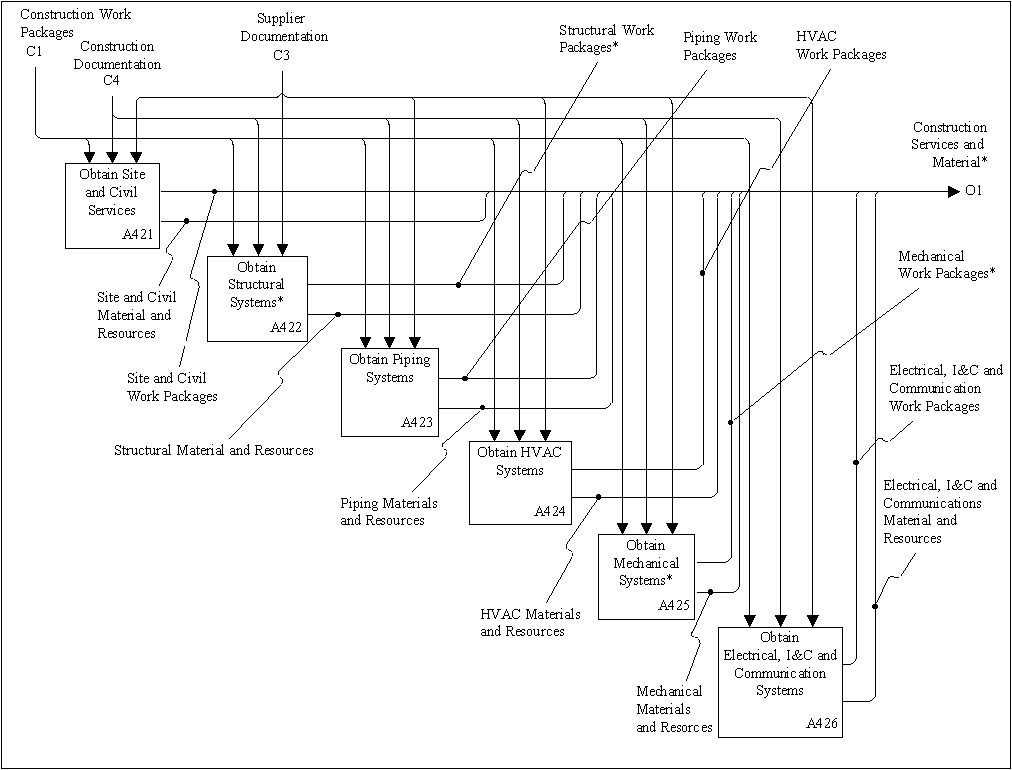 Construction Work
Packages
C1
Construction
Documentation
C4
Supplier
Documentation
C3
Structural Work
Packages*
Piping Work
Packages
HVAC
Work Packages
Construction
Services and
Material*
O1
Obtain Site
and Civil
Services
A421
Site and Civil
Material and
Resources
Site and Civil
Work Packages
Obtain
Structural
Systems*
A422
Structural Material and Resources
Obtain Piping
Systems
A423
Piping Materials
and Resources
Obtain HVAC
Systems
A424
HVAC Materials
and Resources
Obtain
Mechanical
Systems*
A425
Mechanical
Materials
and Resorces
Obtain
Electrical, I&C and
Communication
Systems
A426
Mechanical
Work Packages*
Electrical, I&C and
Communication
Work Packages
Electrical, I&C and
Communications
Material and
Resources